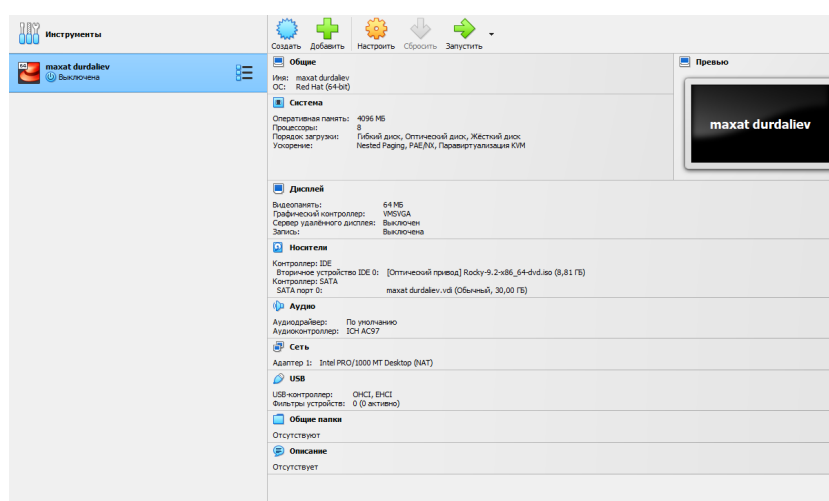 Инструменты
Создать Добавить Настроить Сбросить Запустить
64 maxat durdaliev
Выключена
Общие
Имя: maxat durdaliev
ОС: Red Hat (64-bit)
Превью
maxat durdaliev
Система
Оперативная память: 4096 МБ
Процессоры: 8
Порядок загрузки: Гибкий диск, Оптический диск, Жёсткий диск
Ускорение: Nested Paging, PAE/NX, Паравиртуализация KVM
Дисплей
Видеопамять: 64 МБ
Графический контроллер: VMSVGA
Сервер удалённого дисплея: Выключен
Запись: Выключена
Носители
Контроллер: IDE
Вторичное устройство IDE 0: [Оптический привод] Rocky-9.2-x86_64-dvd.iso (8,81 ГБ)
Контроллер: SATA
SATA порт 0: maxat durdaliev.vdi (Обычный, 30,00 ГБ)
Аудио
Аудиодрайвер: По умолчанию
Аудиоконтроллер: ICH AC97
Сеть
Адаптер 1: Intel PRO/1000 MT Desktop (NAT)
USB
USB-контроллер: OHCI, EHCI
Фильтры устройств: 0 (0 активно)
Общие папки
Отсутствуют
Описание
Отсутствует